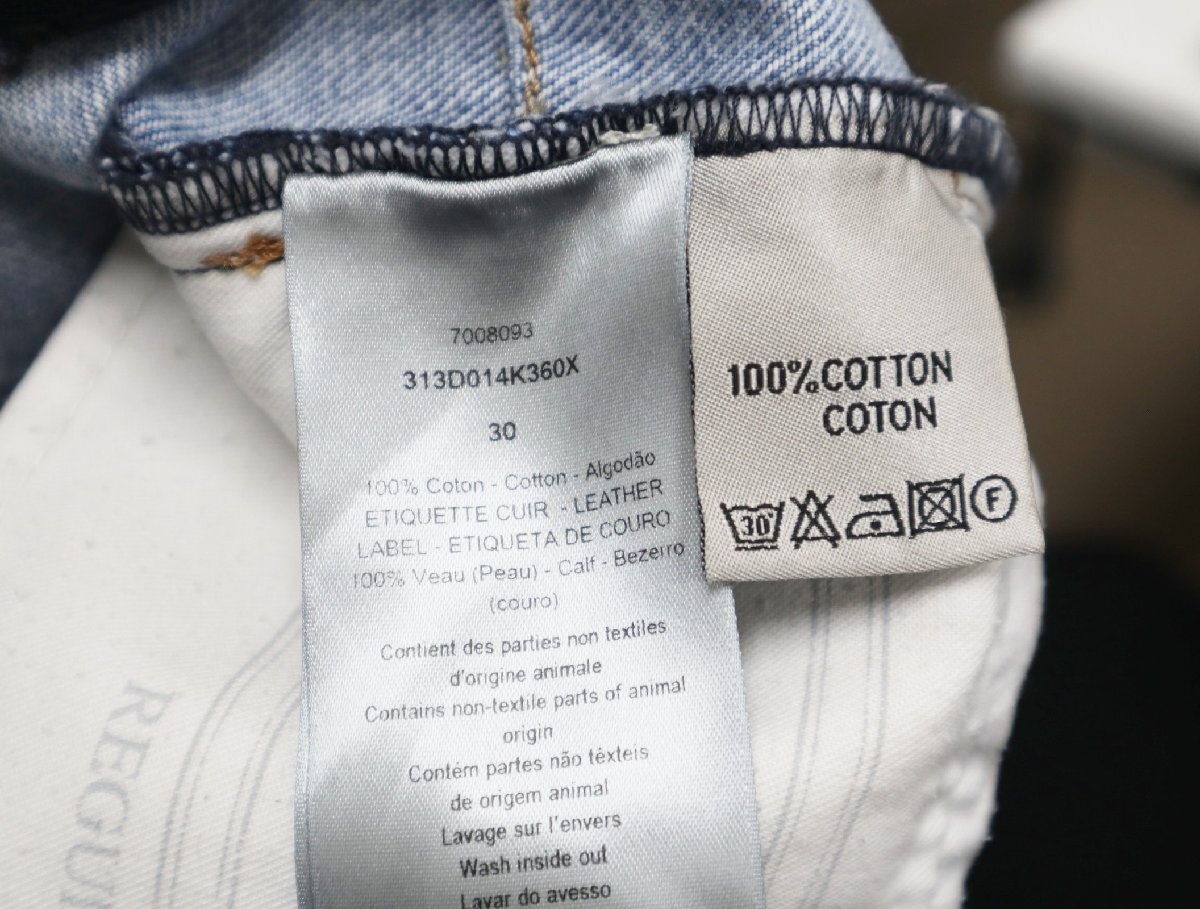 7008093
313D014K360X
30
100% Coton - Cotton - Algodão
ETIQUETTE CUIR - LEATHER
LABEL - ETIQUETA DE COURO
100% Veau (Peau) - Calf - Bezerro
(couro)
Contient des parties non textiles
d'origine animale
Contains non-textile parts of animal
origin
Contém partes não têxteis
de origem animal
Lavage sur l'envers
Wash inside out
Lavar do avesso
100% COTTON
COTON
30°
F